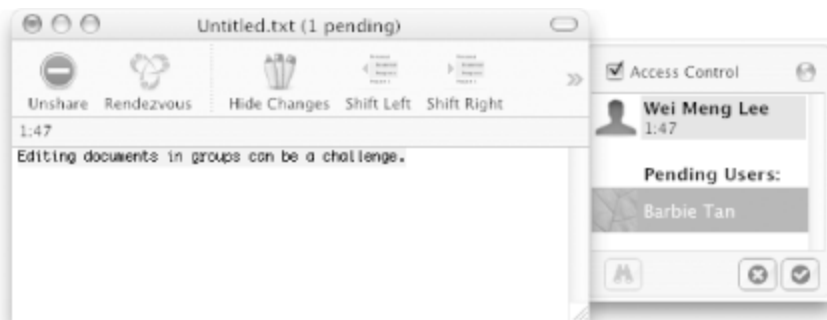 Untitled.txt (1 pending)
Unshare Rendezvous Hide Changes Shift Left Shift Right
1:47
Editing documents in groups can be a challenge.
Access Control
Wei Meng Lee
1:47
Pending Users:
Barbie Tan